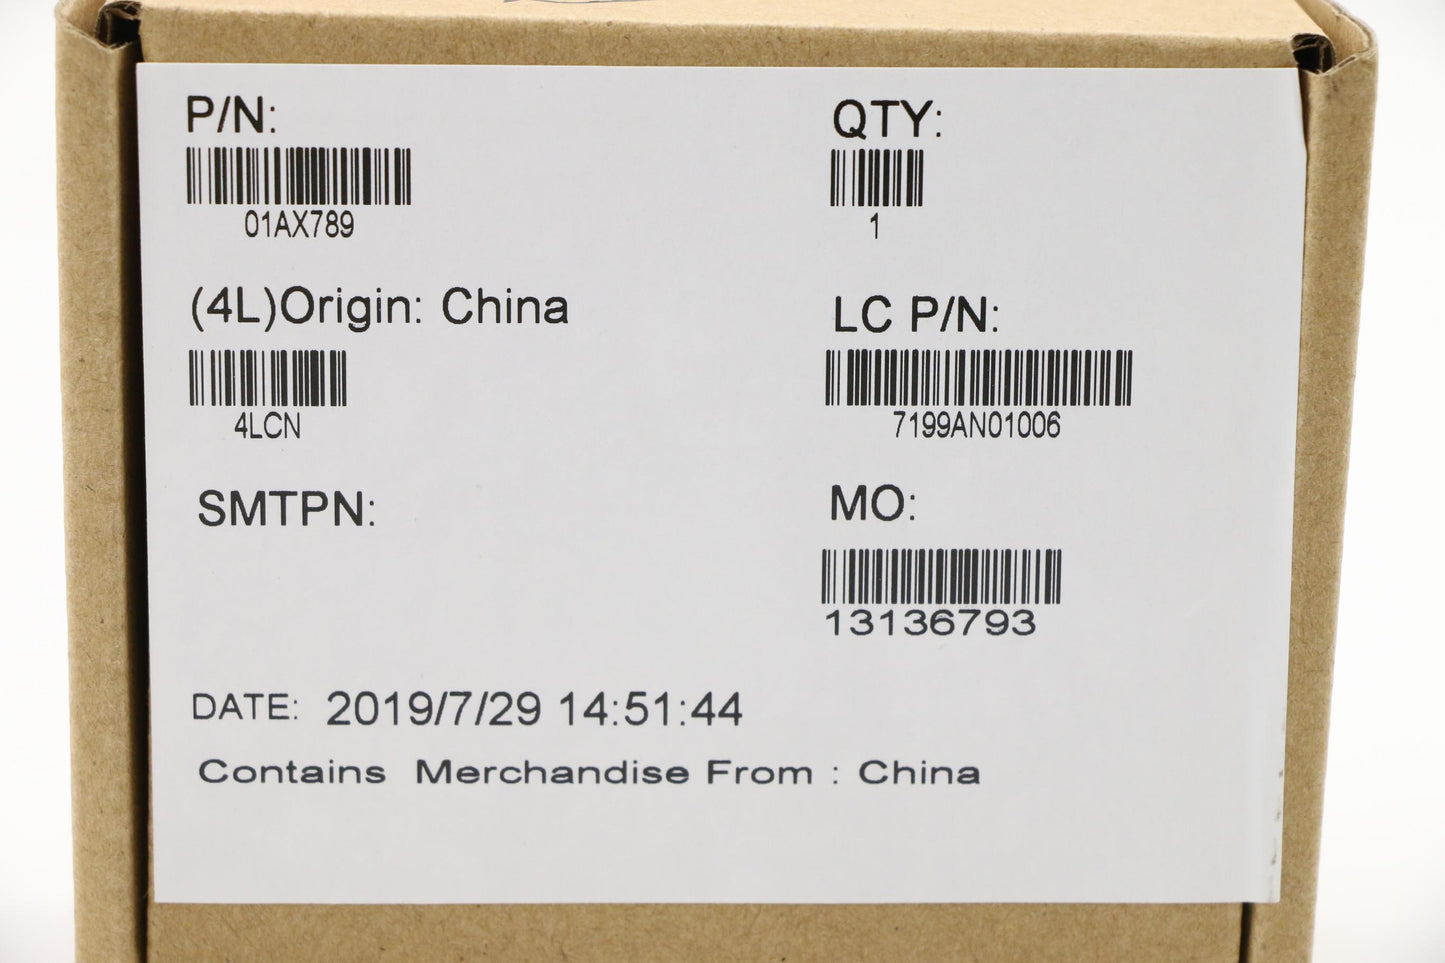 P/N:
01AX789
QTY:
1
(4L)Origin: China
4LCN
LC P/N:
7199AN01006
SMTPN:
MO:
13136793
DATE: 2019/7/29 14:51:44
Contains Merchandise From : China